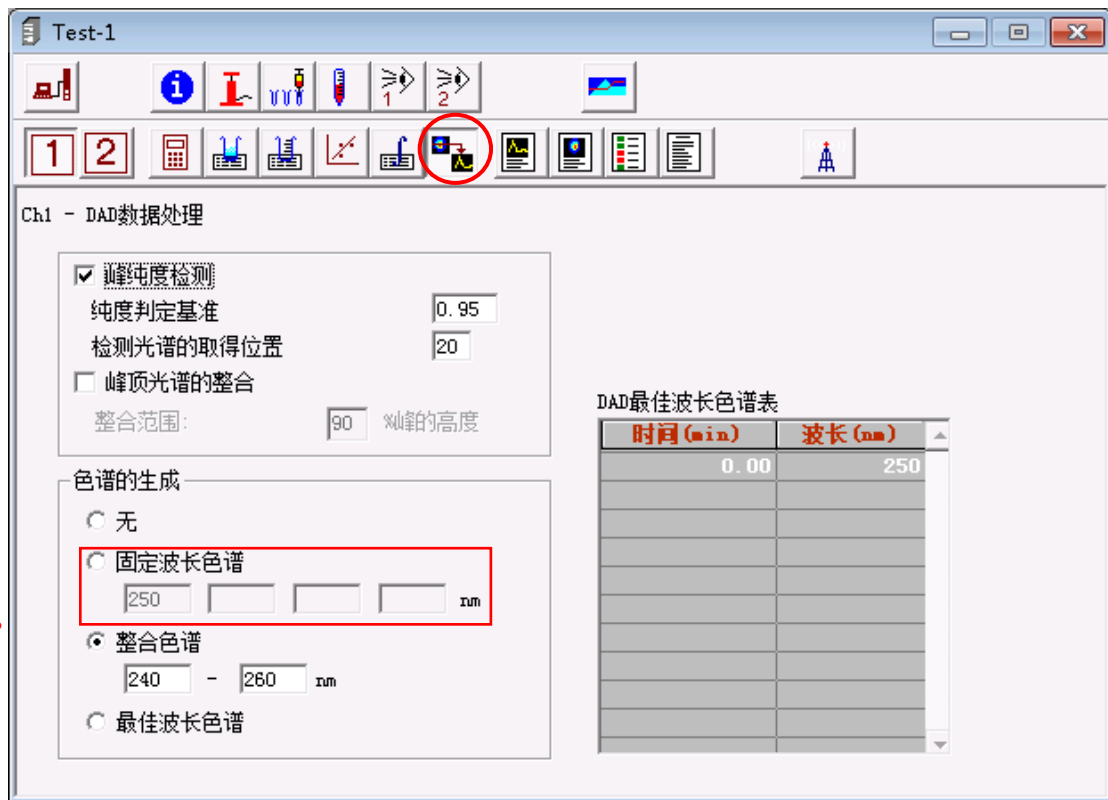 Test-1
1 2
1 2
Ch1 - DAD数据处理
峰纯度检测
纯度判定基准 0.95
检测光谱的取得位置 20
峰顶光谱的整合
整合范围: 90 %峰的高度
色谱的生成
无
固定波长色谱
250 nm
整合色谱
240 - 260 nm
最佳波长色谱
DAD最佳波长色谱表
时间(min) 波长(nm)
0.00 250